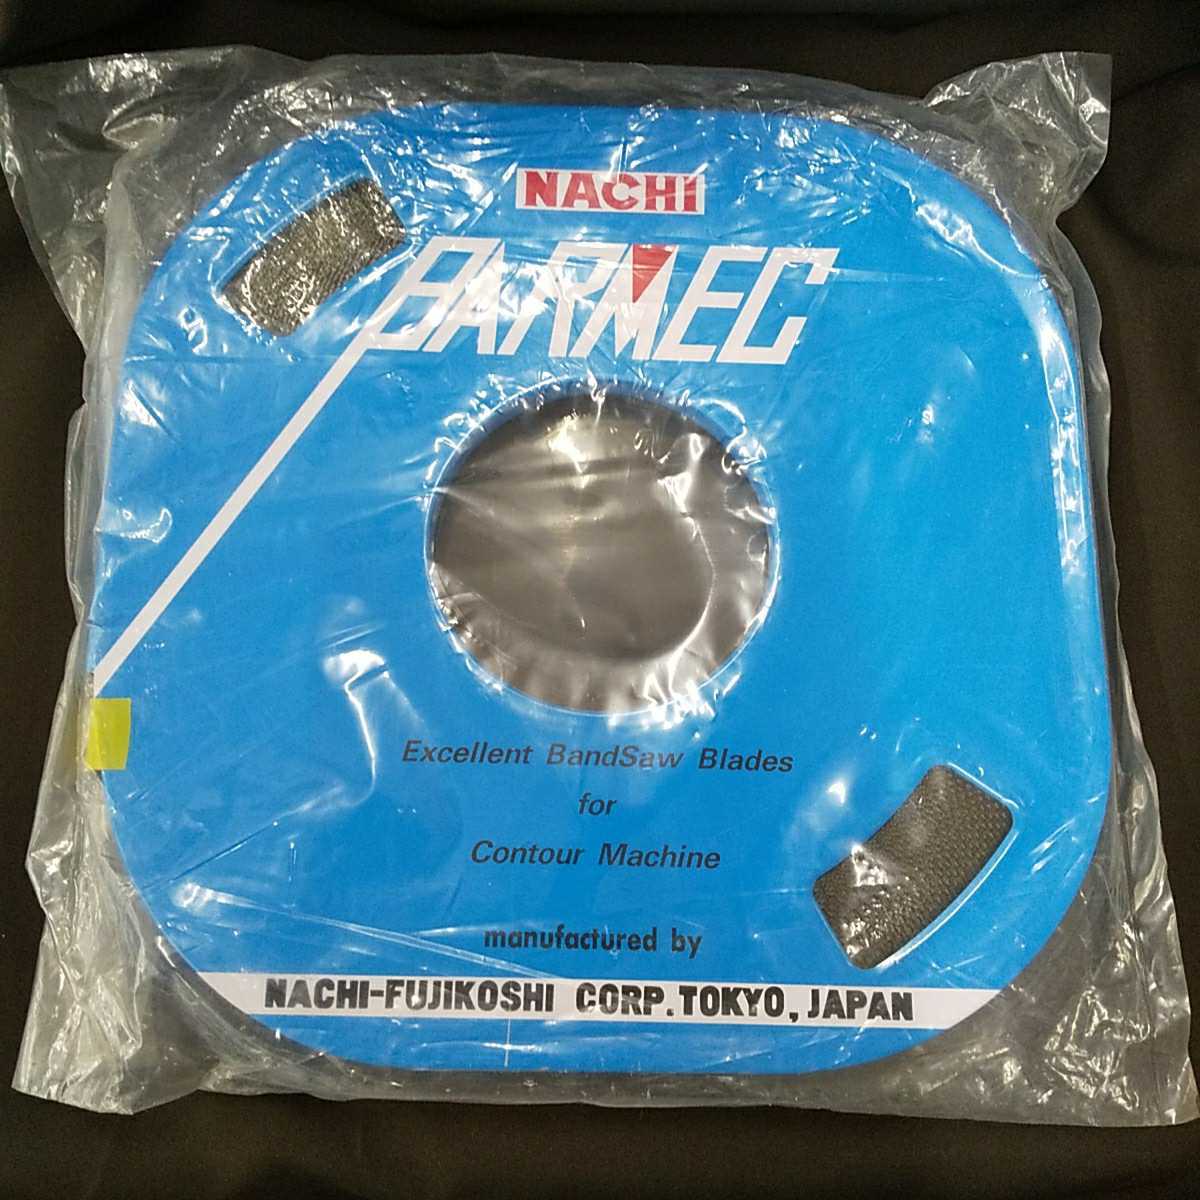 NACHI
BARMEC
Excellent BandSaw Blades
for
Contour Machine
manufactured by
NACHI-FUJIKOSHI CORP. TOKYO, JAPAN